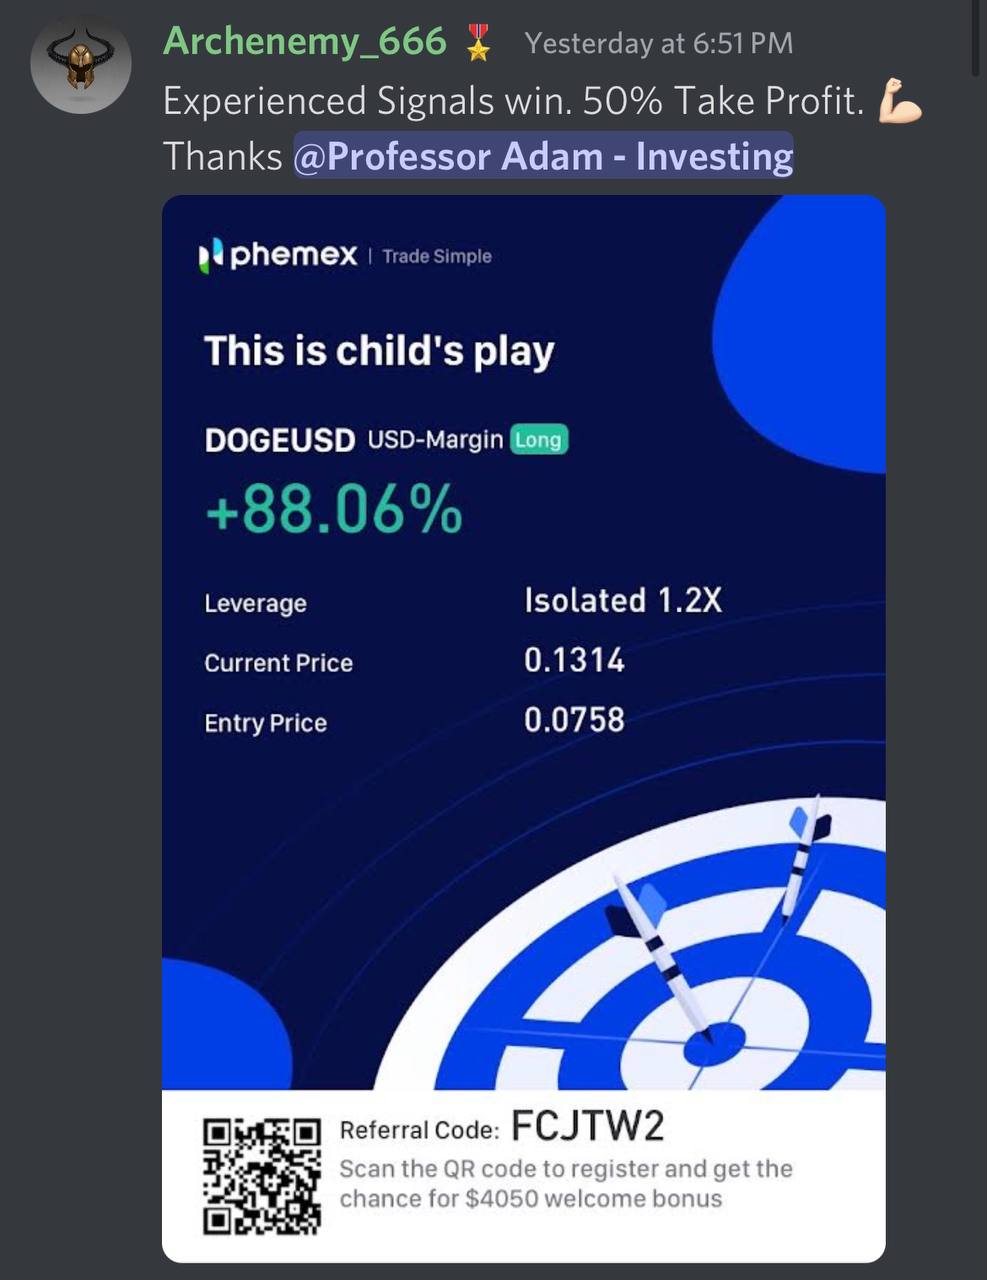 Archenemy_666 🎖️ Yesterday at 6:51 PM
Experienced Signals win. 50% Take Profit. 💪🏻
Thanks @Professor Adam - Investing
phemex | Trade Simple
This is child's play
DOGEUSD USD-Margin Long
+88.06%
Leverage Isolated 1.2X
Current Price 0.1314
Entry Price 0.0758
Referral Code: FCJTW2
Scan the QR code to register and get the
chance for $4050 welcome bonus